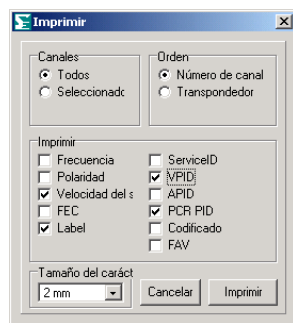 Imprimir
Canales
Todos
Seleccionadc
Orden
Número de canal
Transpondedor
Imprimir
Frecuencia
Polaridad
Velocidad del s
FEC
Label
ServiceID
VPID
APID
PCR PID
Codificado
FAV
Tamaño del caráct
2 mm
Cancelar
Imprimir